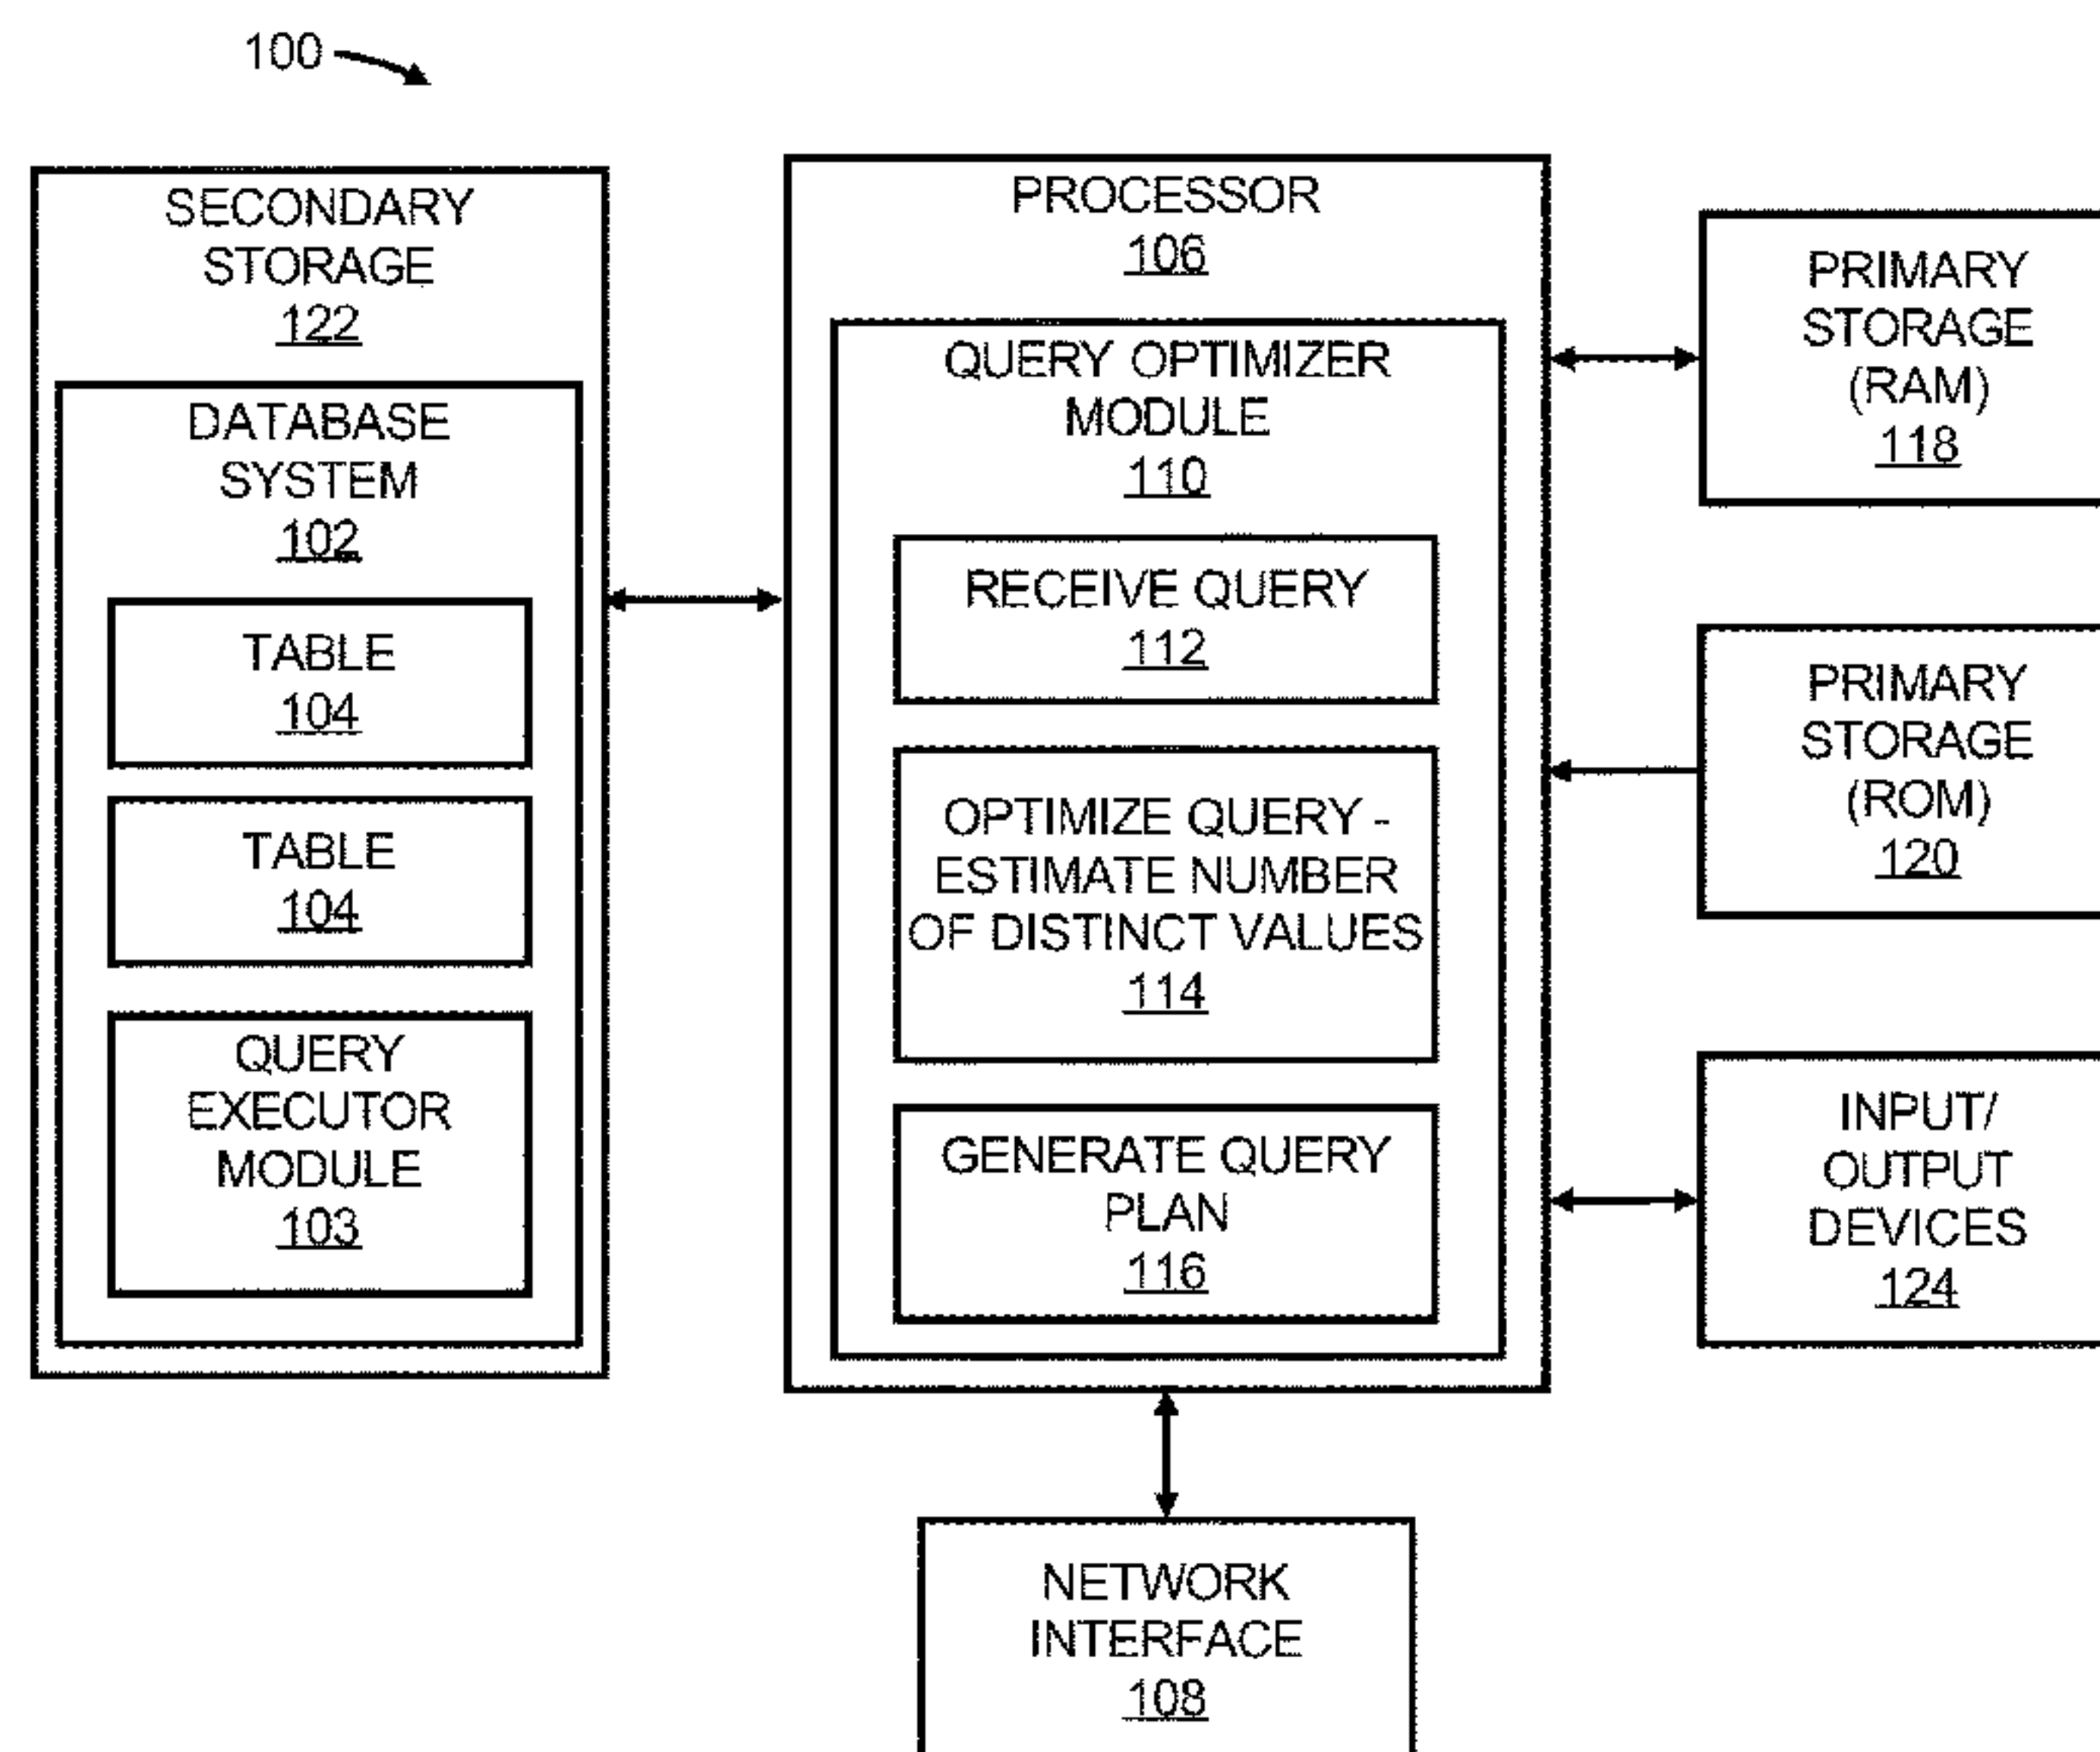 100
SECONDARY
STORAGE
122
DATABASE
SYSTEM
102
TABLE
104
TABLE
104
QUERY
EXECUTOR
MODULE
103
PROCESSOR
106
QUERY OPTIMIZER
MODULE
110
RECEIVE QUERY
112
OPTIMIZE QUERY -
ESTIMATE NUMBER
OF DISTINCT VALUES
114
GENERATE QUERY
PLAN
116
PRIMARY
STORAGE
(RAM)
118
PRIMARY
STORAGE
(ROM)
120
INPUT/
OUTPUT
DEVICES
124
NETWORK
INTERFACE
108